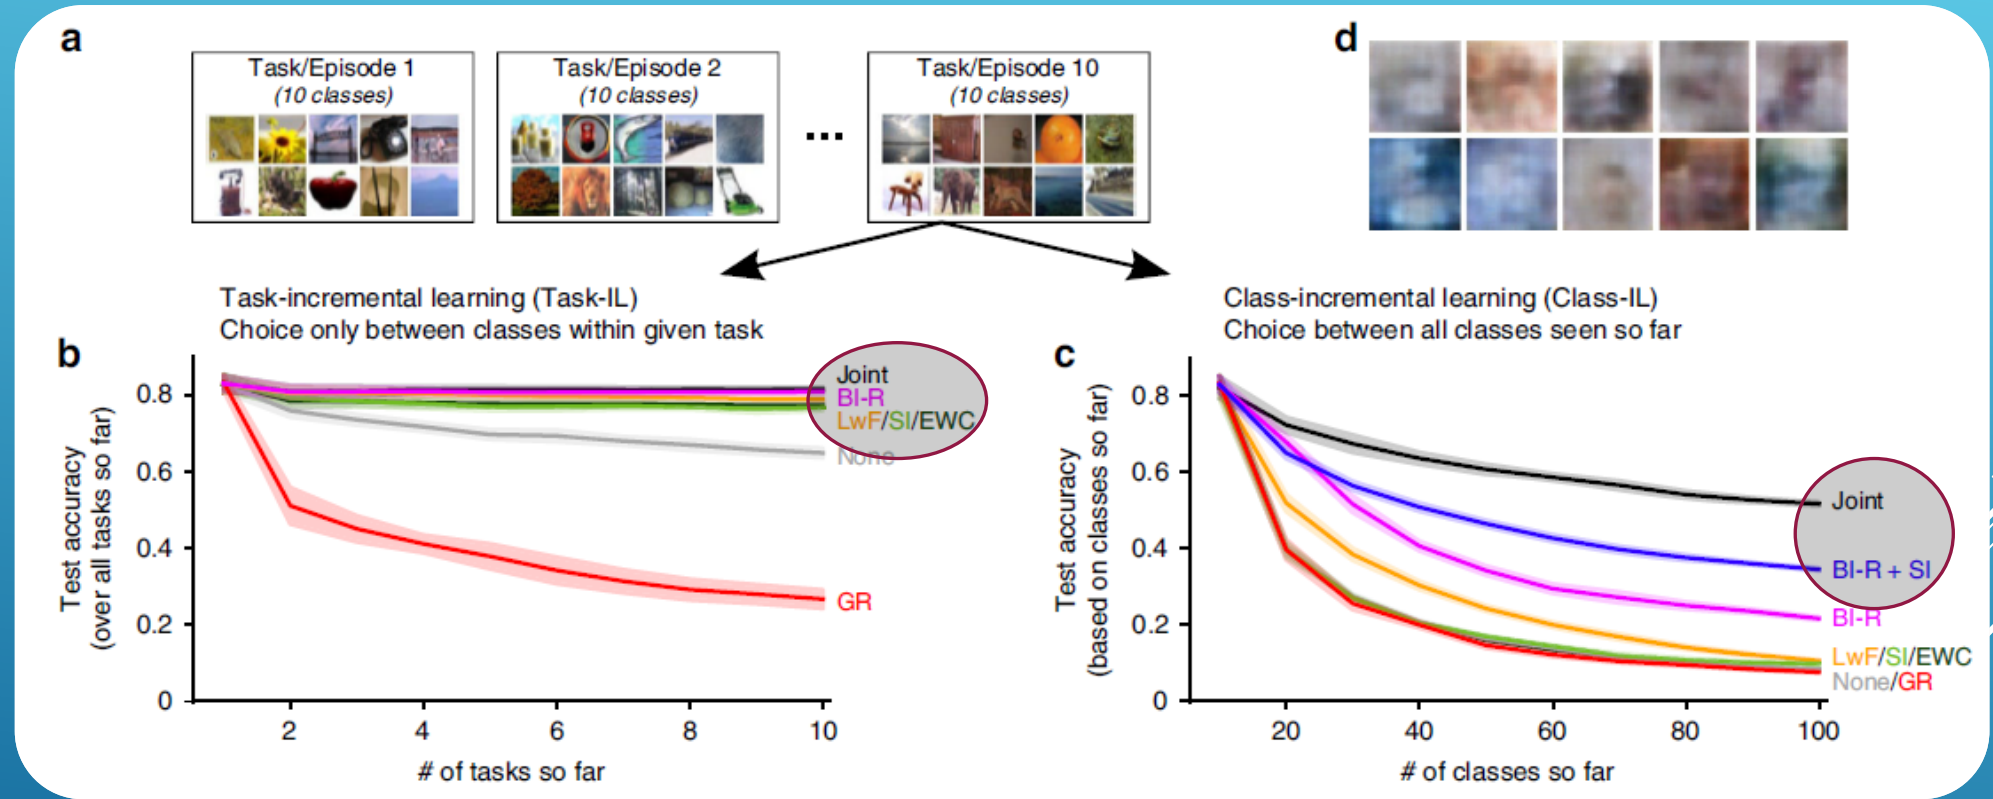 a
Task/Episode 1
(10 classes)
Task/Episode 2
(10 classes)
...
Task/Episode 10
(10 classes)
d
Task-incremental learning (Task-IL)
Choice only between classes within given task
b
Test accuracy
(over all tasks so far)
0.8
0.6
0.4
0.2
0
2
4
6
8
10
# of tasks so far
Joint
BI-R
LwF/SI/EWC
None
GR
Class-incremental learning (Class-IL)
Choice between all classes seen so far
c
Test accuracy
(based on classes so far)
0.8
0.6
0.4
0.2
0
20
40
60
80
100
# of classes so far
Joint
BI-R + SI
BI-R
LwF/SI/EWC
None/GR